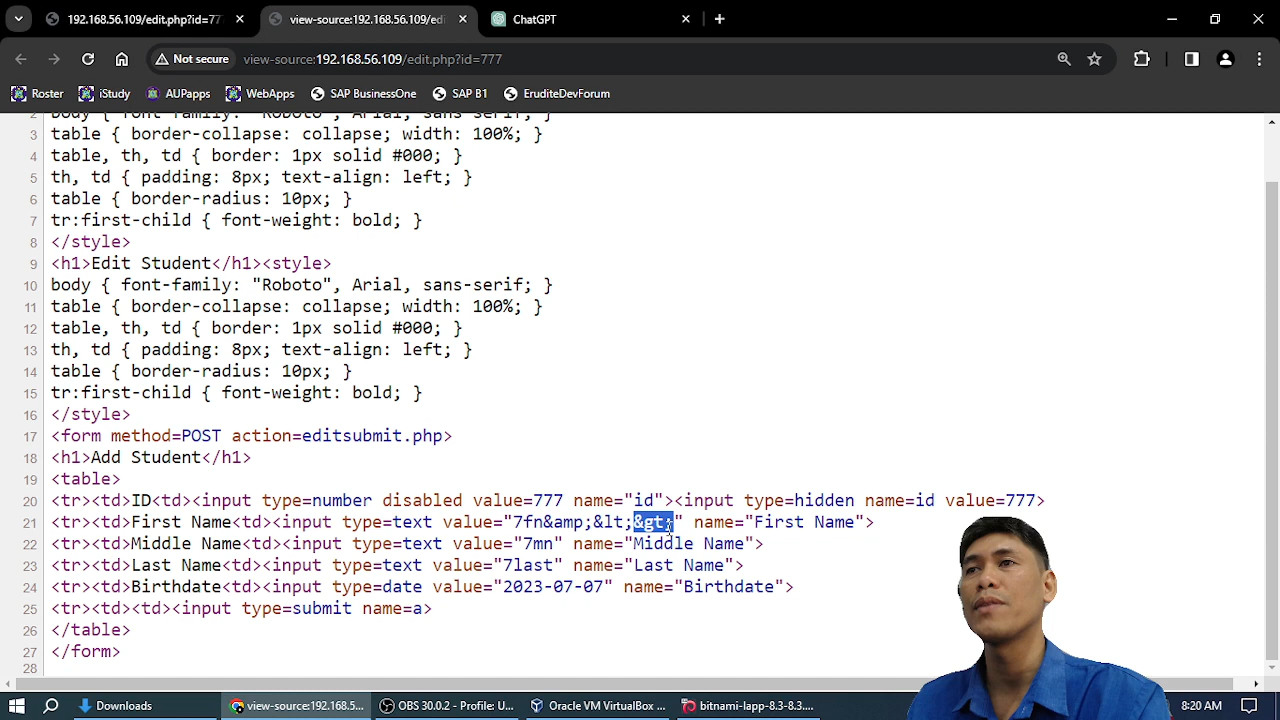 192.168.56.109/edit.php?id=77
view-source:192.168.56.109/edi
ChatGPT
Not secure
view-source:192.168.56.109/edit.php?id=777
Roster
iStudy
AUPapps
WebApps
SAP BusinessOne
SAP B1
EruditeDevForum
2 body { font-family: "Roboto", Arial, sans-serif; }
3 table { border-collapse: collapse; width: 100%; }
4 table, th, td { border: 1px solid #000; }
5 th, td { padding: 8px; text-align: left; }
6 table { border-radius: 10px; }
7 tr:first-child { font-weight: bold; }
8 </style>
9 <h1>Edit Student</h1><style>
10 body { font-family: "Roboto", Arial, sans-serif; }
11 table { border-collapse: collapse; width: 100%; }
12 table, th, td { border: 1px solid #000; }
13 th, td { padding: 8px; text-align: left; }
14 table { border-radius: 10px; }
15 tr:first-child { font-weight: bold; }
16 </style>
17 <form method=POST action=editsubmit.php>
18 <h1>Add Student</h1>
19 <table>
20 <tr><td>ID<td><input type=number disabled value=777 name="id"><input type=hidden name=id value=777>
21 <tr><td>First Name<td><input type=text value="7fn&amp;&lt;&gt;" name="First Name">
22 <tr><td>Middle Name<td><input type=text value="7mn" name="Middle Name">
23 <tr><td>Last Name<td><input type=text value="7last" name="Last Name">
24 <tr><td>Birthdate<td><input type=date value="2023-07-07" name="Birthdate">
25 <tr><td><td><input type=submit name=a>
26 </table>
27 </form>
28
Downloads
view-source:192.168.5...
OBS 30.0.2 - Profile: U...
Oracle VM VirtualBox ...
bitnami-lapp-8.3-8.3....
8:20 AM